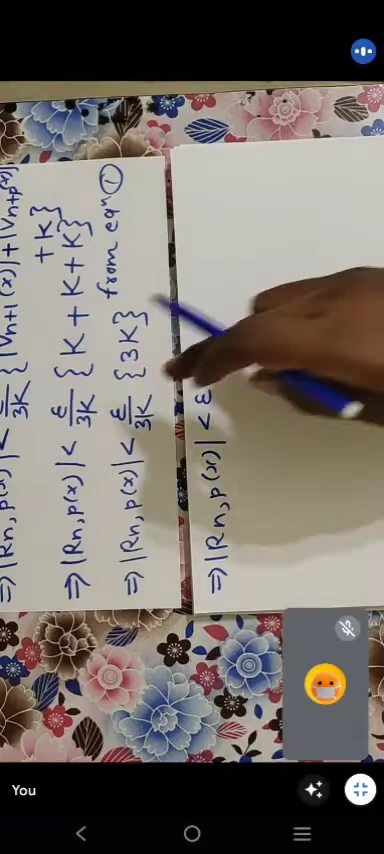 => |Rn, p(x)| < ε/3K { |Vn+1(x)| + |Vn+p(x)|
+ K}
=> |Rn, p(x)| < ε/3K { K + K + K}
from eqn ①
=> |Rn, p(x)| < ε/3K { 3K}
=> |Rn, p(x)| < ε
You